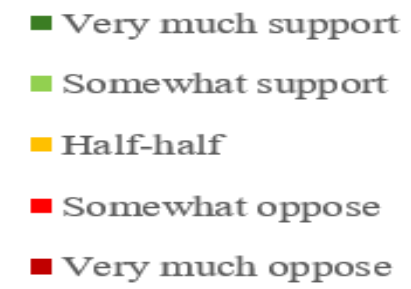 Very much support
Somewhat support
Half-half
Somewhat oppose
Very much oppose